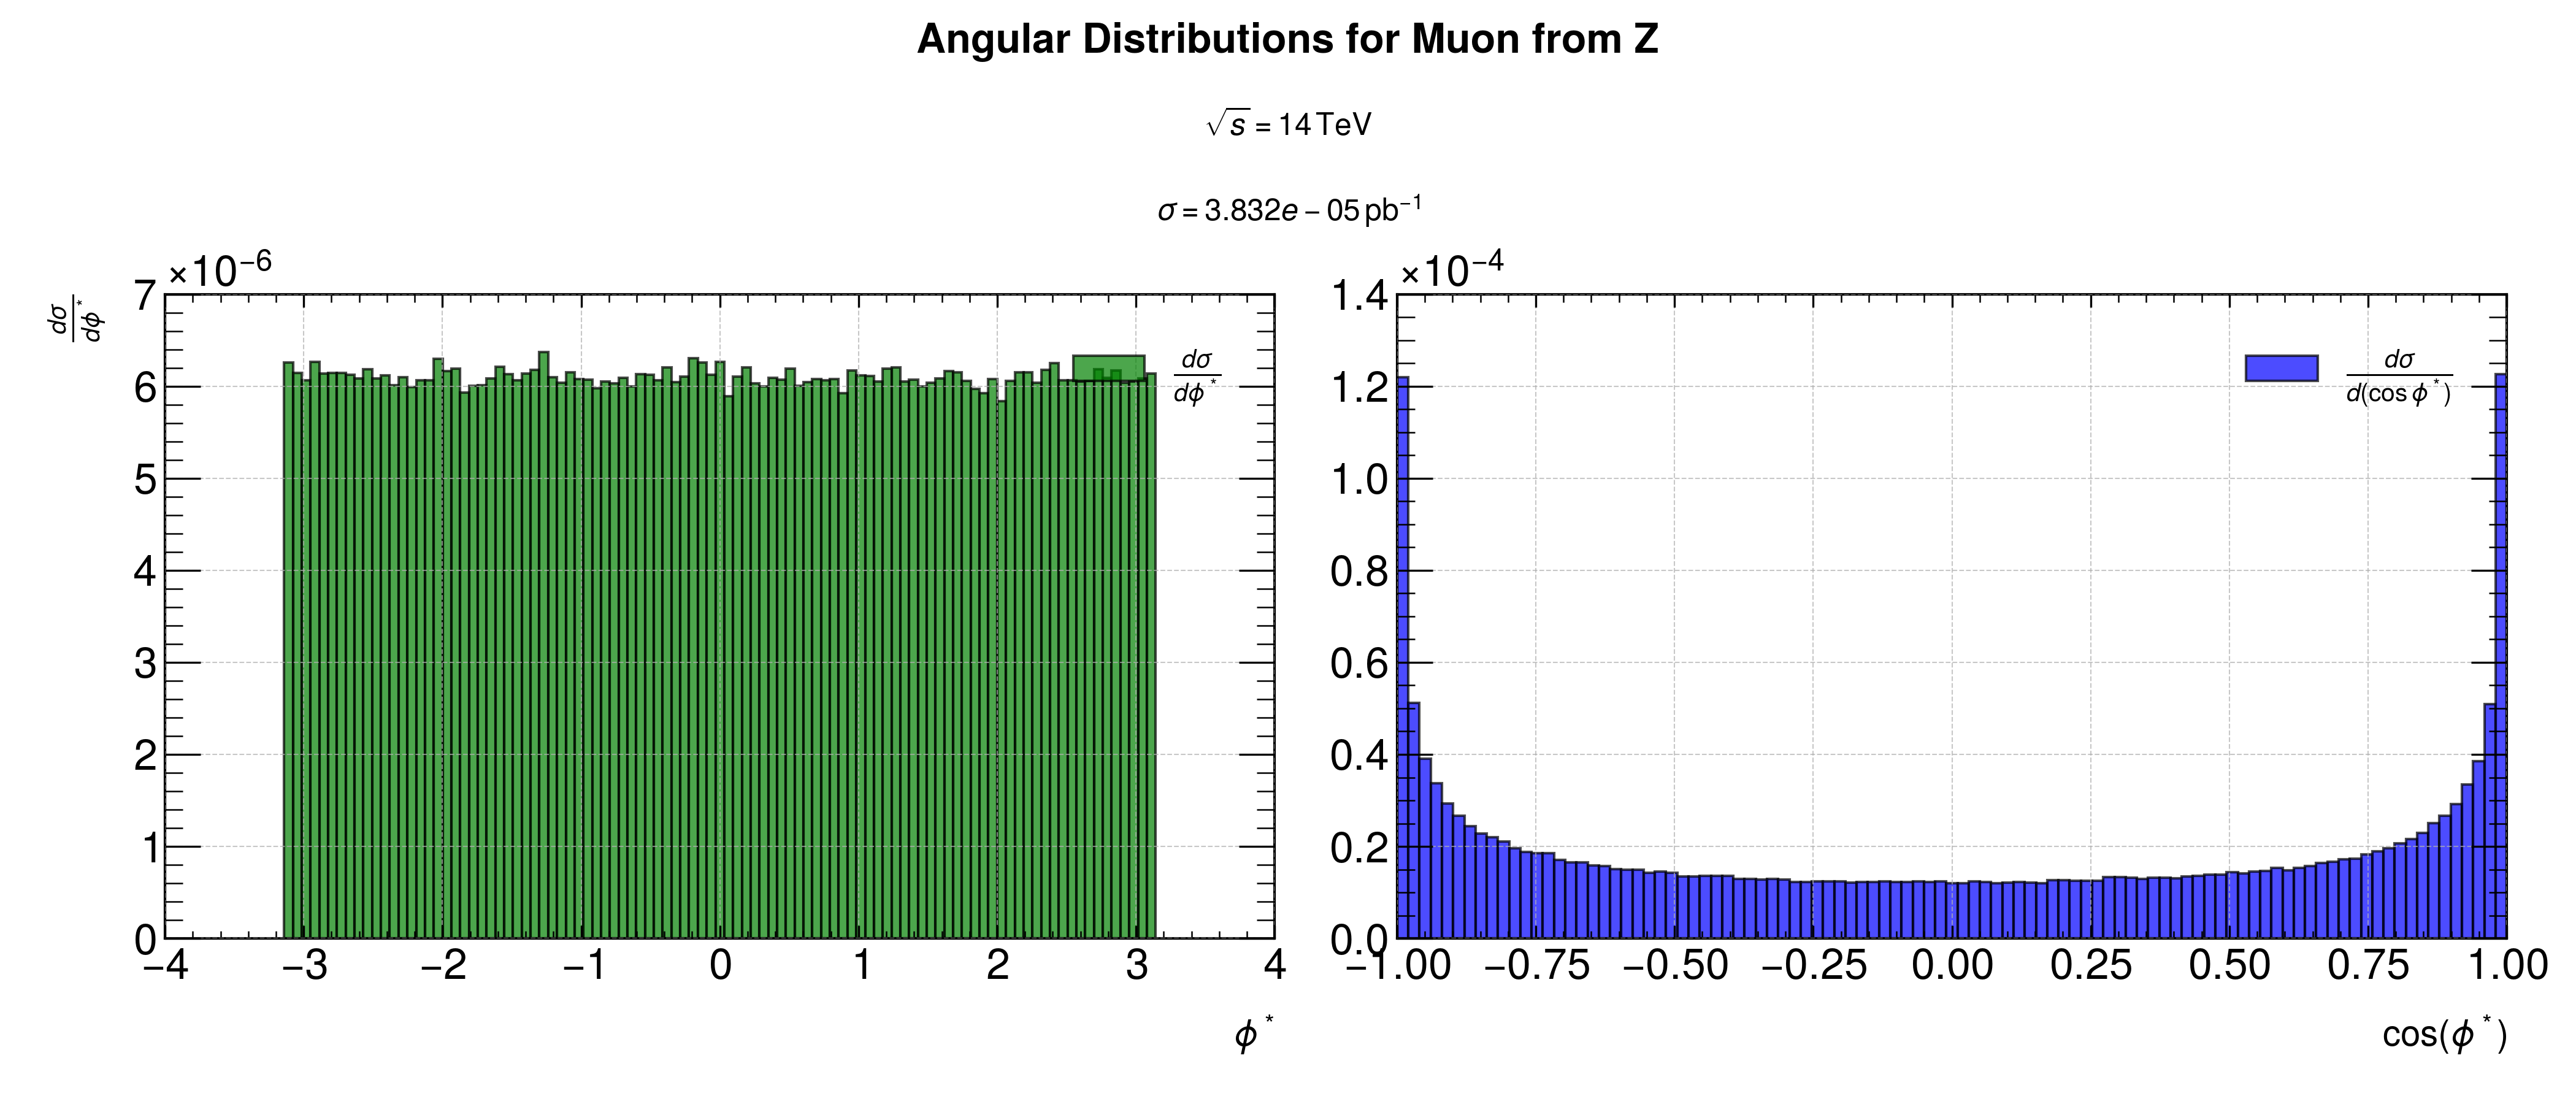 Angular Distributions for Muon from Z
√s = 14 TeV
σ = 3.832e − 05 pb⁻¹
×10⁻⁶
dσ/dϕ*
7
6
5
4
3
2
1
0
dσ/dϕ*
−4 −3 −2 −1 0 1 2 3 4
ϕ*
×10⁻⁴
1.4
1.2
1.0
0.8
0.6
0.4
0.2
0.0
dσ/d(cos ϕ*)
−1.00 −0.75 −0.50 −0.25 0.00 0.25 0.50 0.75 1.00
cos(ϕ*)